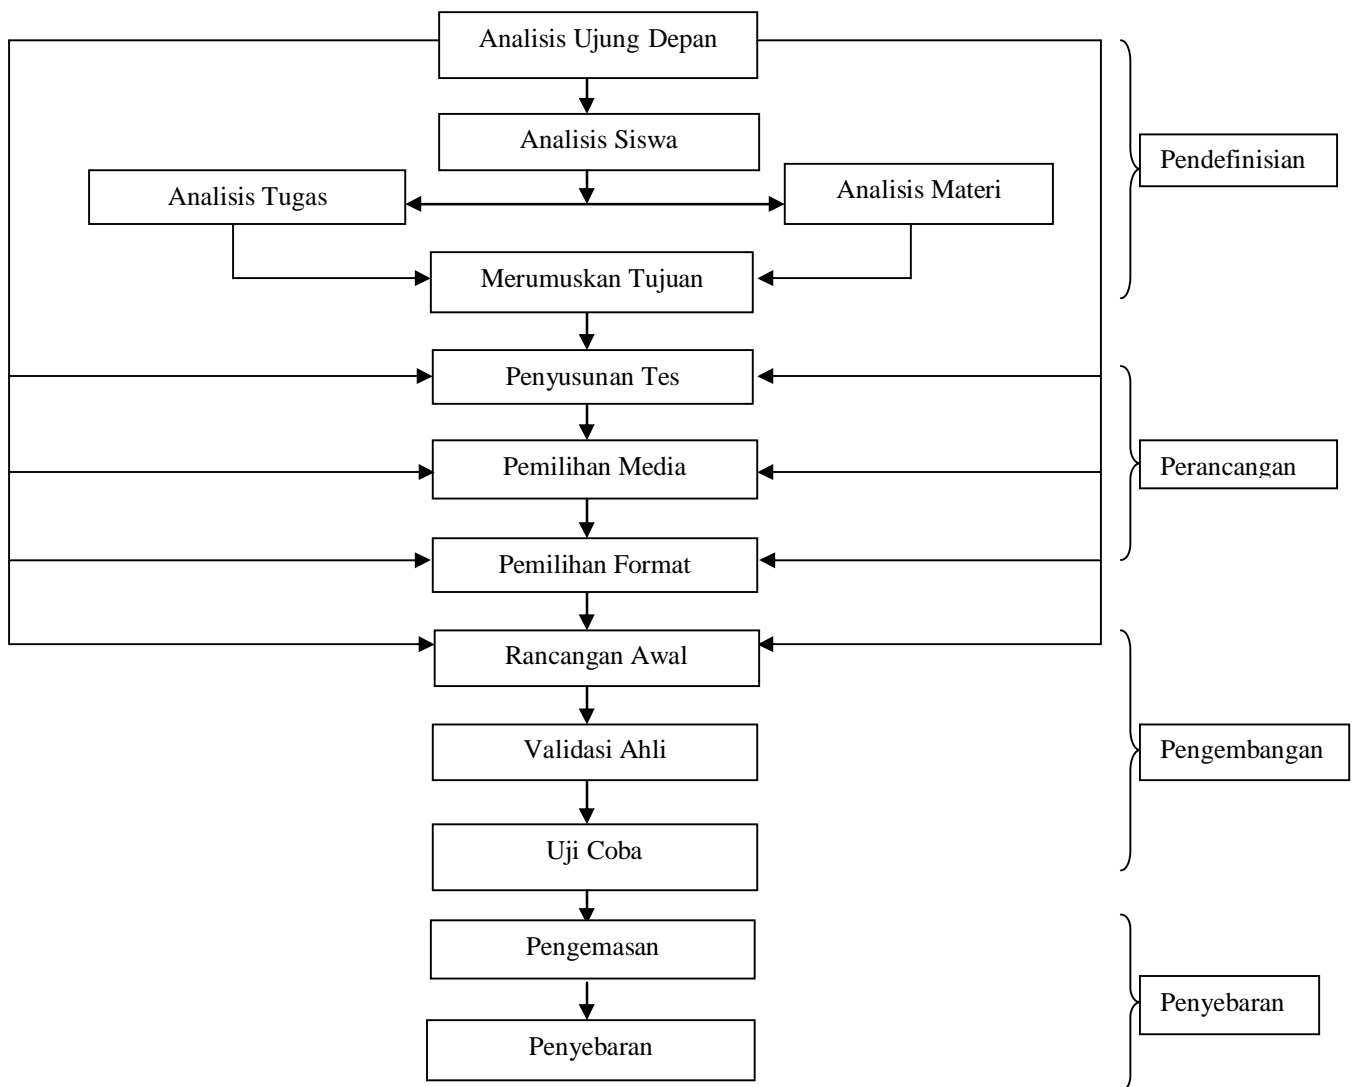 Analisis Ujung Depan
Analisis Siswa
Pendefinisian
Analisis Tugas
Analisis Materi
Merumuskan Tujuan
Penyusunan Tes
Pemilihan Media
Perancangan
Pemilihan Format
Rancangan Awal
Validasi Ahli
Pengembangan
Uji Coba
Pengemasan
Penyebaran
Penyebaran